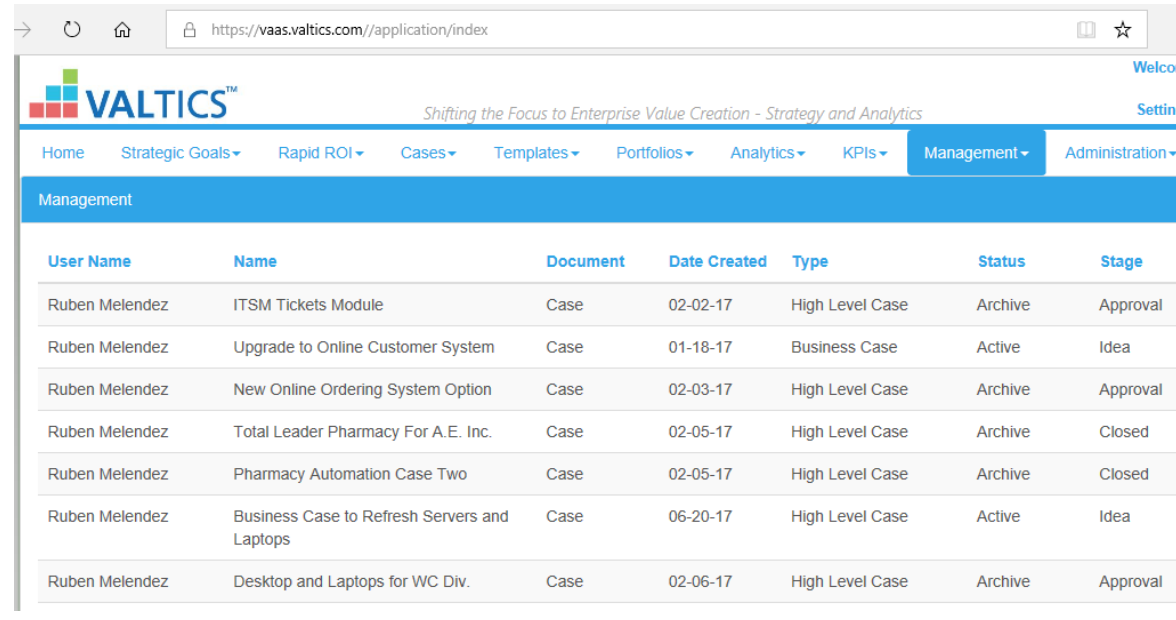 https://vaas.valtics.com//application/index
Welco
VALTICS™
Shifting the Focus to Enterprise Value Creation - Strategy and Analytics
Settin
Home Strategic Goals Rapid ROI Cases Templates Portfolios Analytics KPIs Management Administration
Management
User Name Name Document Date Created Type Status Stage
Ruben Melendez ITSM Tickets Module Case 02-02-17 High Level Case Archive Approval
Ruben Melendez Upgrade to Online Customer System Case 01-18-17 Business Case Active Idea
Ruben Melendez New Online Ordering System Option Case 02-03-17 High Level Case Archive Approval
Ruben Melendez Total Leader Pharmacy For A.E. Inc. Case 02-05-17 High Level Case Archive Closed
Ruben Melendez Pharmacy Automation Case Two Case 02-05-17 High Level Case Archive Closed
Ruben Melendez Business Case to Refresh Servers and Case 06-20-17 High Level Case Active Idea
Laptops
Ruben Melendez Desktop and Laptops for WC Div. Case 02-06-17 High Level Case Archive Approval